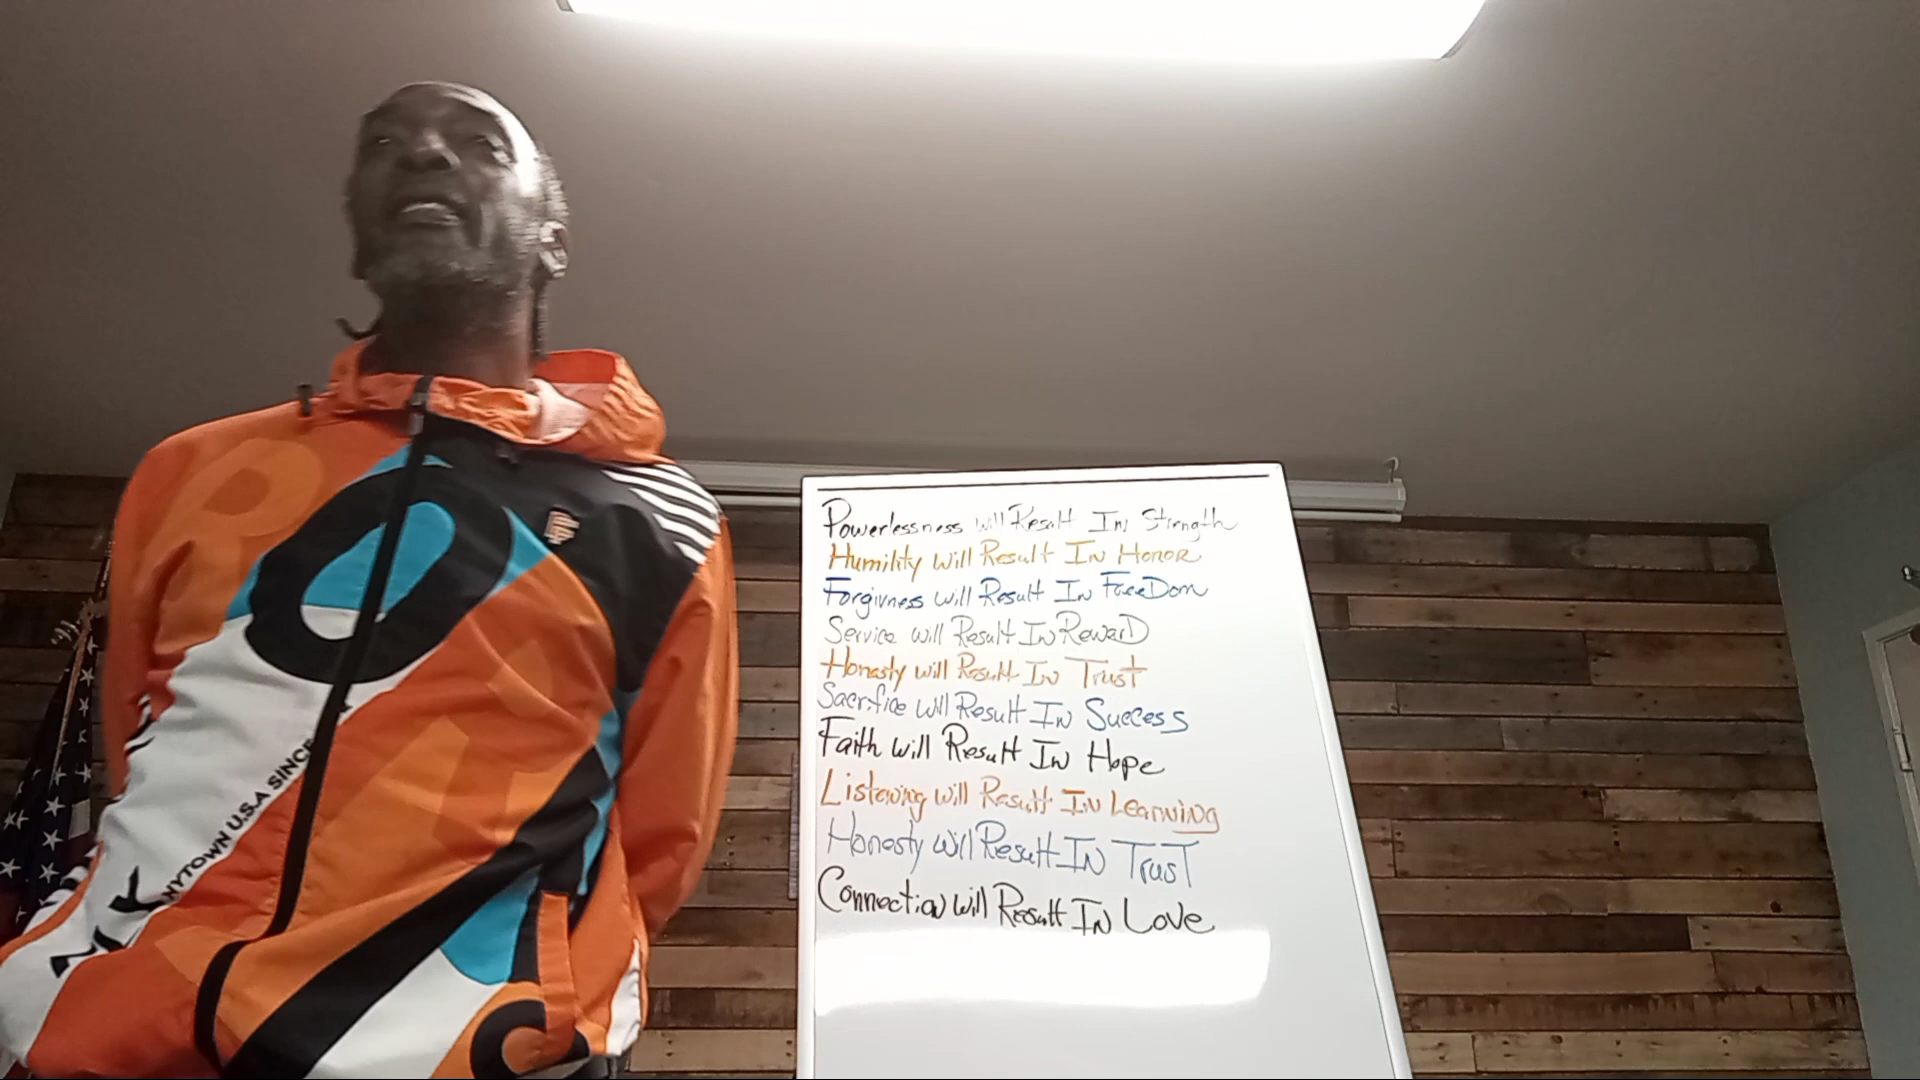 Powerlessness will Result In Strength
Humility Will Result In Honor
Forgivness will Result In FreeDom
Service will Result In RewarD
Honesty will Result In Trust
Sacrifice will Result In Success
Faith will Result In Hope
Listening will Result In Learning
Honesty Will Result IN TrusT
Connection will Result IN Love
NYTOWN U.S.A SINCE